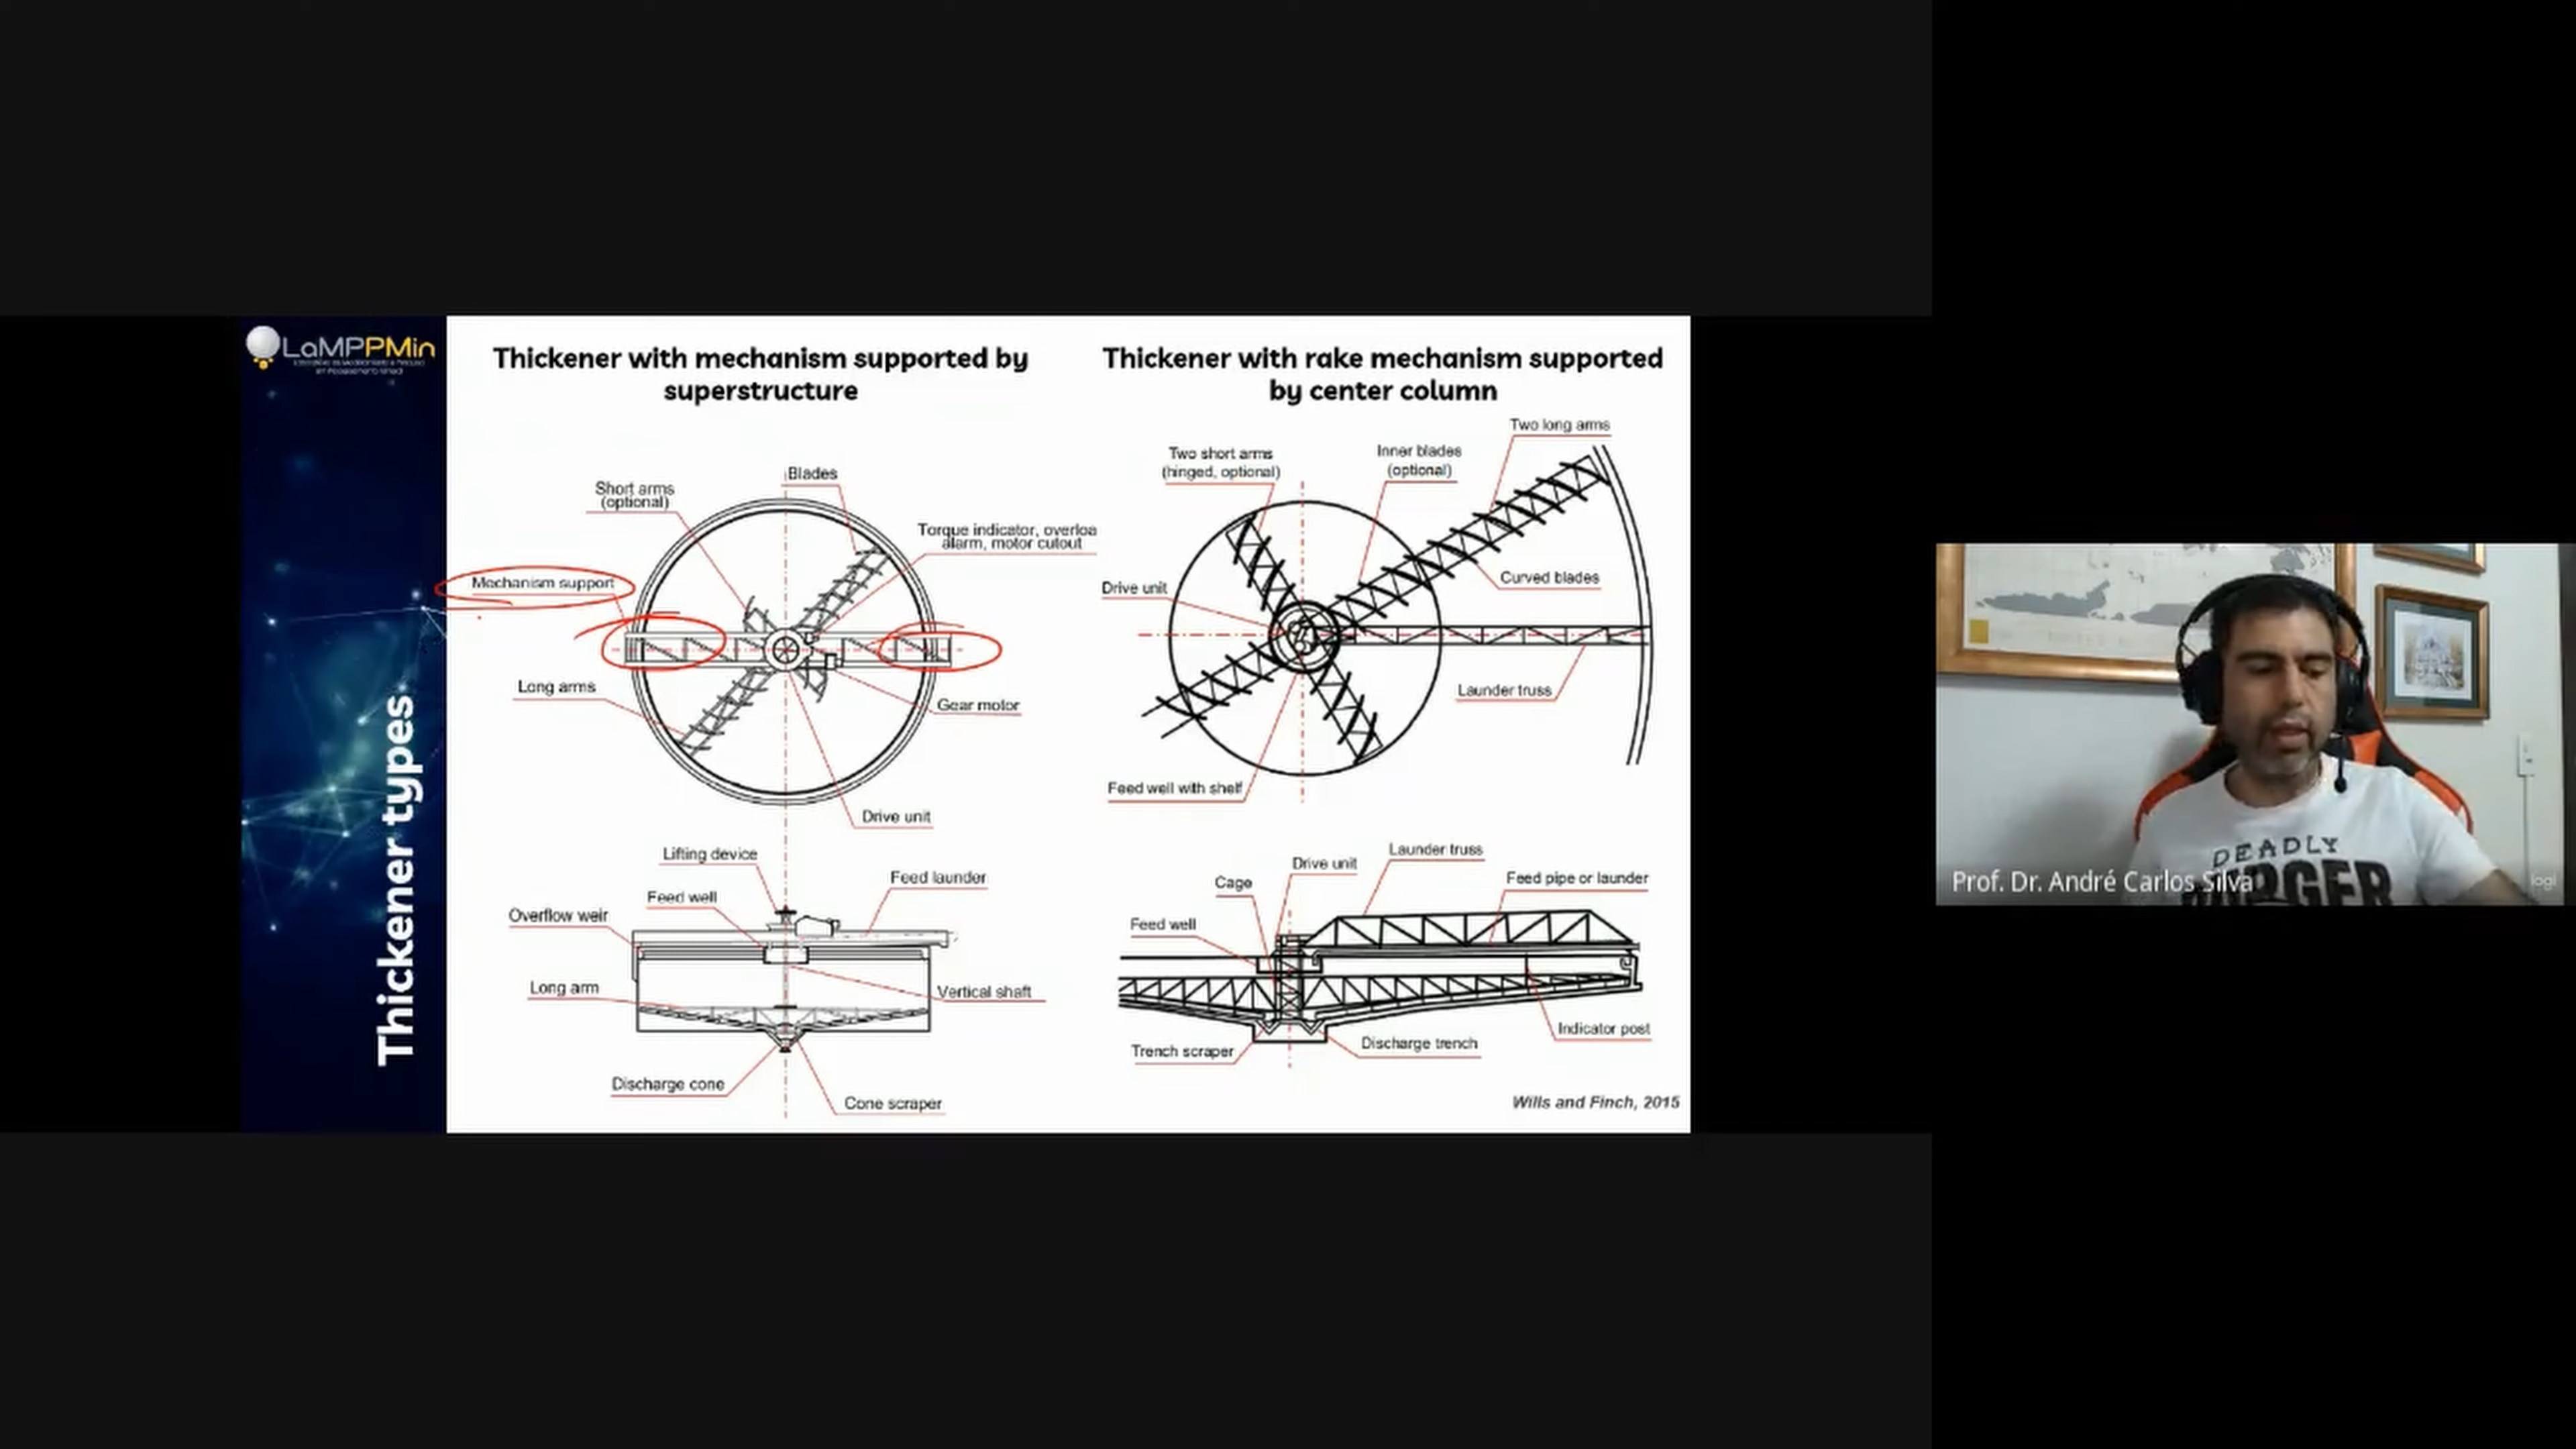 LaMPPMin
Thickener types
Thickener with mechanism supported by
superstructure
Blades
Short arms
(optional)
Torque indicator, overloa
alarm, motor cutout
Mechanism support
Long arms
Gear motor
Drive unit
Lifting device
Feed launder
Feed well
Overflow weir
Long arm
Vertical shaft
Discharge cone
Cone scraper
Thickener with rake mechanism supported
by center column
Two long arms
Two short arms
(hinged, optional)
Inner blades
(optional)
Drive unit
Curved blades
Launder truss
Feed well with shelf
Launder truss
Drive unit
Cage
Feed pipe or launder
Feed well
Indicator post
Trench scraper
Discharge trench
Wills and Finch, 2015
DEADLY
Prof. Dr. André Carlos Silva
logi